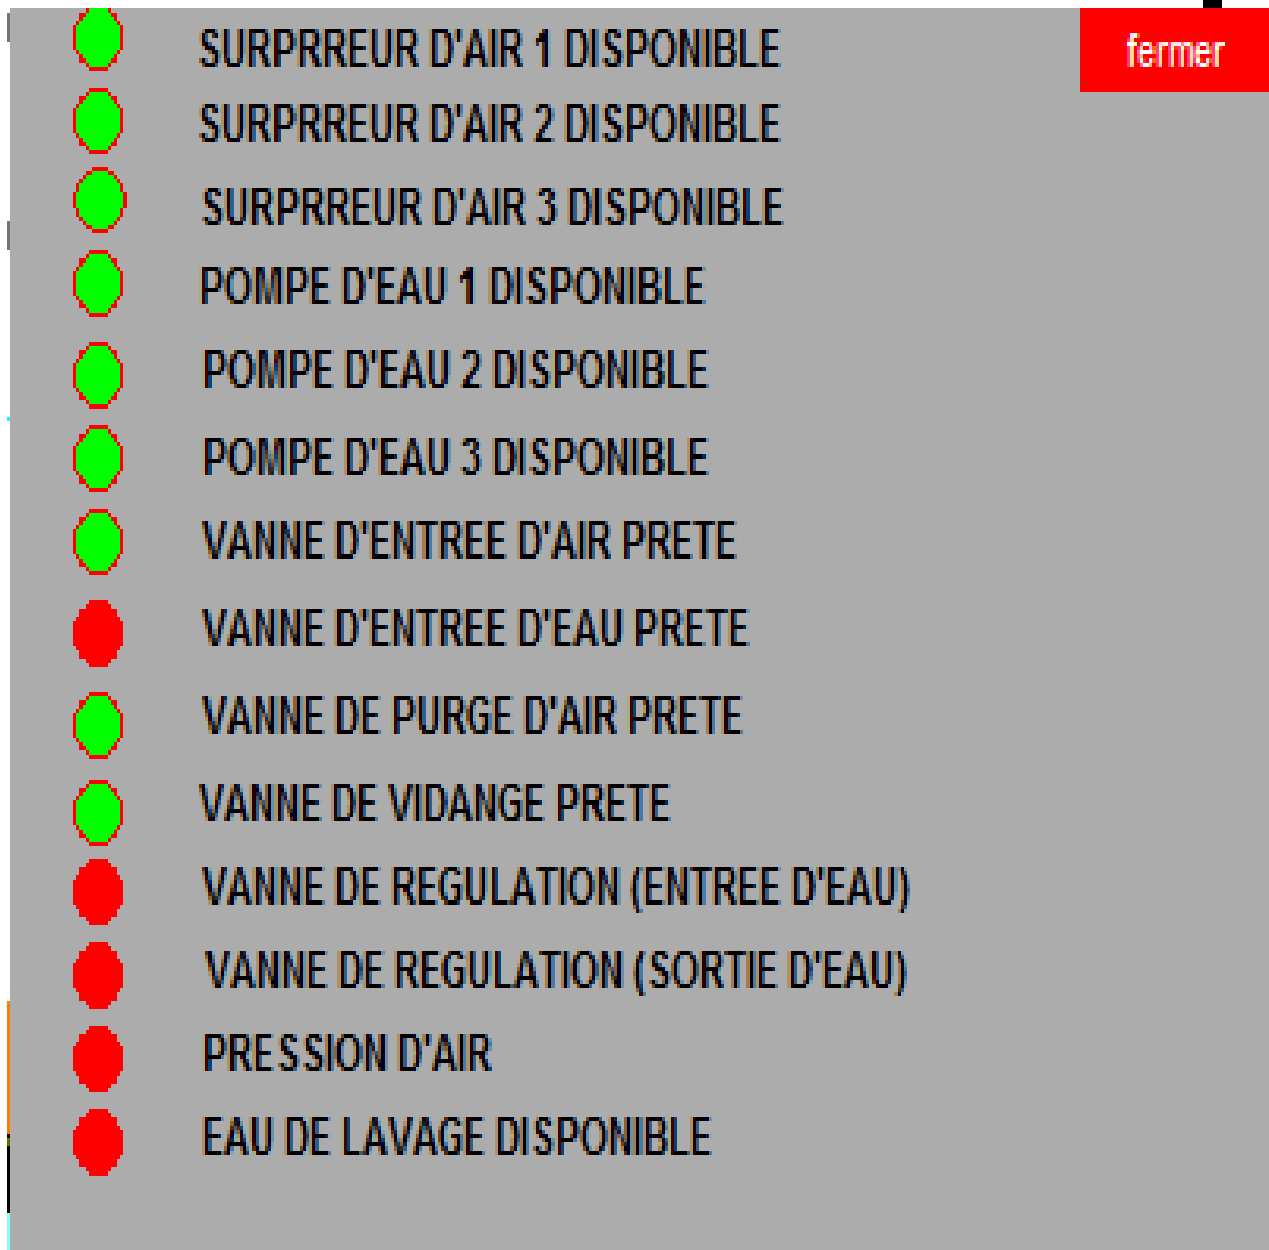 SURPRREUR D'AIR 1 DISPONIBLE
fermer
SURPRREUR D'AIR 2 DISPONIBLE
SURPRREUR D'AIR 3 DISPONIBLE
POMPE D'EAU 1 DISPONIBLE
POMPE D'EAU 2 DISPONIBLE
POMPE D'EAU 3 DISPONIBLE
VANNE D'ENTREE D'AIR PRETE
VANNE D'ENTREE D'EAU PRETE
VANNE DE PURGE D'AIR PRETE
VANNE DE VIDANGE PRETE
VANNE DE REGULATION (ENTREE D'EAU)
VANNE DE REGULATION (SORTIE D'EAU)
PRESSION D'AIR
EAU DE LAVAGE DISPONIBLE